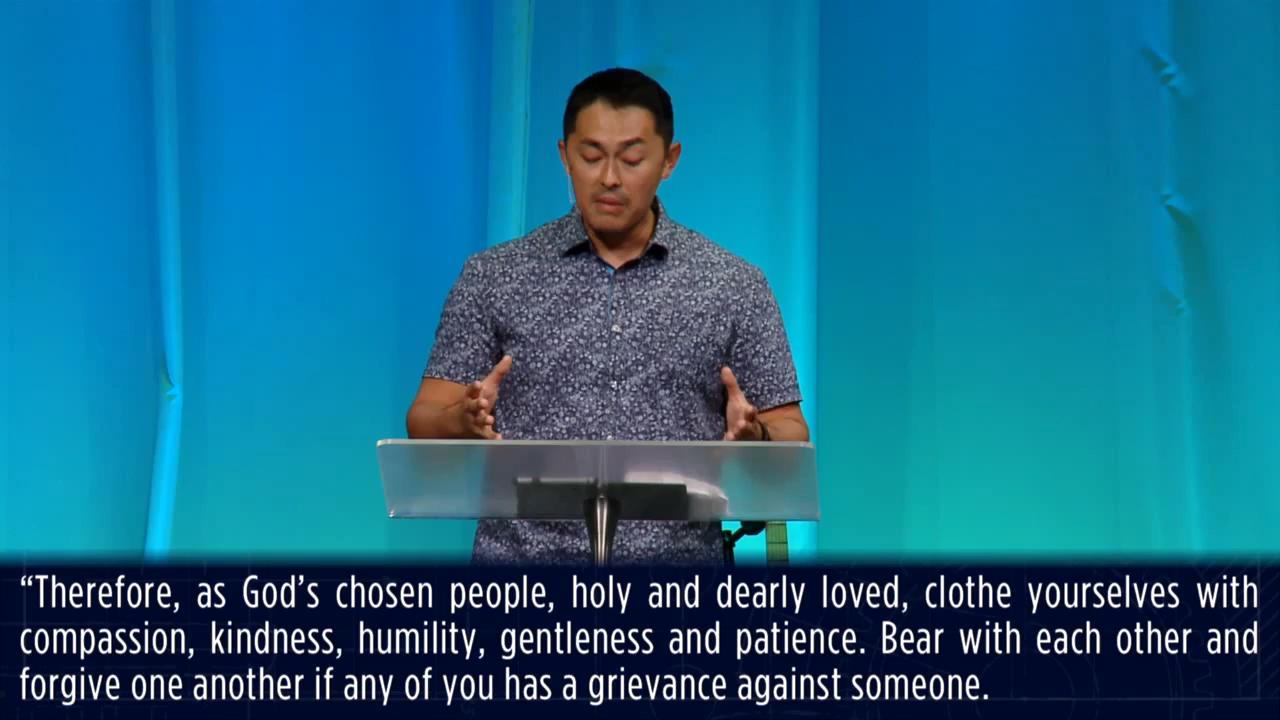 “Therefore, as God’s chosen people, holy and dearly loved, clothe yourselves with
compassion, kindness, humility, gentleness and patience. Bear with each other and
forgive one another if any of you has a grievance against someone.